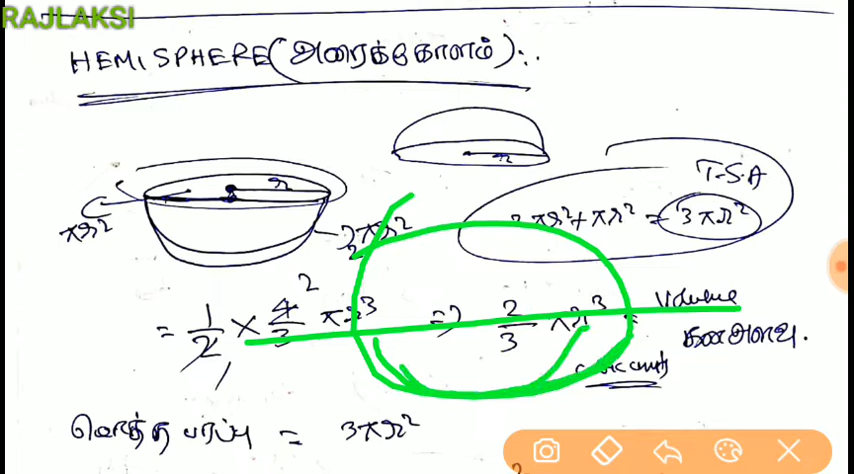 RAJLAKSI
HEMISPHERE (அரைக்கோளம்):.
r
T.S.A
r
πr²
2πr²
2πr² + πr² = 3πr²
= 1/2 × 4/3 2 πr³ => 2/3 πr³ = Volume
கனஅளவு.
மொத்த பரப்பு = 3πr²